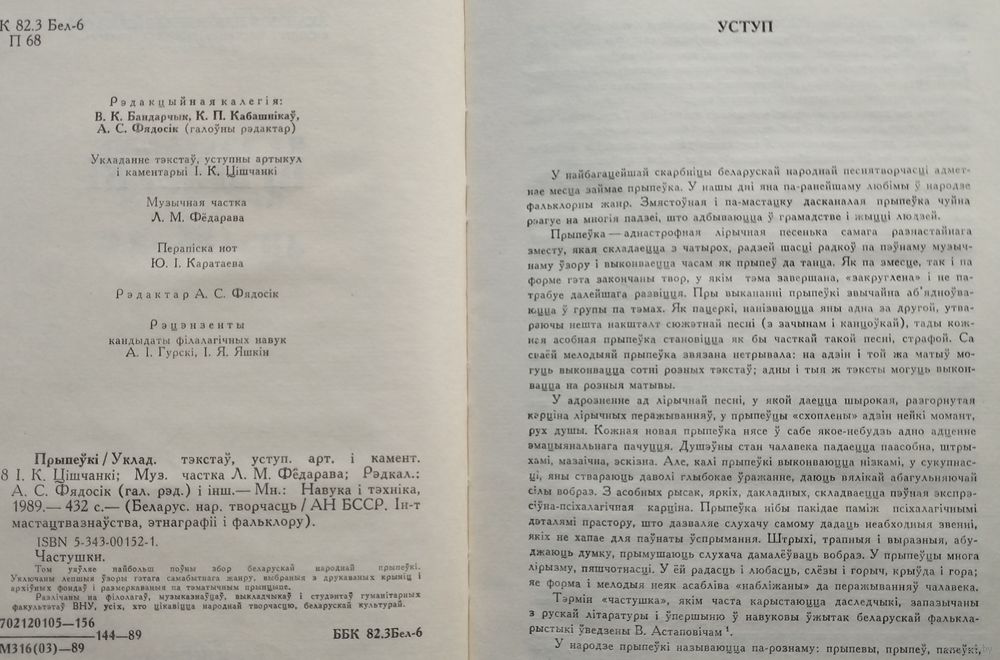 К 82.3 Бел-6
П 68
Рэдакцыйная калегія:
В. К. Бандарчык, К. П. Кабашнікаў,
А. С. Фядосік (галоўны рэдактар)
Укладанне тэкстаў, уступны артыкул
і каментарыі І. К. Цішчанкі
Музычная частка
Л. М. Фёдарава
Перапіска нот
Ю. І. Каратаева
Рэдактар А. С. Фядосік
Рэцэнзенты
кандыдаты філалагічных навук
А. І. Гурскі, І. Я. Яшкін
Прыпеўкі / Уклад. тэкстаў, уступ. арт. і камент.
8 І. К. Цішчанкі; Муз. частка Л. М. Фёдарава; Рэдкал.:
А. С. Фядосік (гал. рэд.) і інш.— Мн.: Навука і тэхніка,
1989.— 432 с.— (Беларус. нар. творчасць / АН БССР. Ін-т
мастацтвазнаўства, этнаграфіі і фальклору).
ISBN 5-343-00152-1.
Частушки.
Том уяўляе найбольш поўны збор беларускай народнай прыпеўкі.
Уключаны лепшыя ўзоры гэтага самабытнага жанру, выбраныя з друкаваных крыніц і
архіўных фондаў і размеркаваныя па тэматычным прынцыпе.
Разлічаны на філолагаў, музыказнаўцаў, выкладчыкаў і студэнтаў гуманітарных
факультэтаў ВНУ, усіх, хто цікавіцца народнай творчасцю, беларускай культурай.
702120105—156
144—89
М316(03)—89
ББК 82.3Бел-6
УСТУП
У найбагацейшай скарбніцы беларускай народнай песнятворчасці адмет-
нае месца займае прыпеўка. У нашы дні яна па-ранейшаму любімы ў народзе
фальклорны жанр. Змястоўная і па-мастацку дасканалая прыпеўка чуйна
рэагуе на многія падзеі, што адбываюцца ў грамадстве і жыцці людзей.
Прыпеўка — аднастрофная лірычная песенька самага разнастайнага
зместу, якая складаецца з чатырох, радзей шасці радкоў па пэўнаму музыч-
наму ўзору і выконваецца часам як прыпеў да танца. Як па змесце, так і па
форме гэта закончаны твор, у якім тэма завершана, «закруглена» і не па-
трабуе далейшага развіцця. Пры выкананні прыпеўкі звычайна аб'ядноўва-
юцца ў групы па тэмах. Як пацеркі, нанізваюцца яны адна за другой, утва-
раючы нешта накшталт сюжэтнай песні (з зачынам і канцоўкай), тады кож-
ная асобная прыпеўка становіцца як бы часткай такой песні, страфой. Са
сваёй мелодыяй прыпеўка звязана нетрывала: на адзін і той жа матыў мо-
гуць выконвацца сотні розных тэкстаў; адны і тыя ж тэксты могуць выкон-
вацца на розныя матывы.
У адрозненне ад лірычнай песні, у якой даецца шырокая, разгорнутая
карціна лірычных перажыванняў, у прыпеўцы «схоплены» адзін нейкі момант,
рух душы. Кожная новая прыпеўка нясе ў сабе якое-небудзь адно адценне
эмацыянальнага пачуцця. Душэўны стан чалавека падаецца паасобна, штры-
хамі, мазаічна, эскізна. Але, калі прыпеўкі выконваюцца нізкамі, у сукупнас-
ці, яны ствараюць даволі глыбокае ўражанне, даюць вялікай абагульняючай
сілы вобраз. З асобных рысак, яркіх, дакладных, складваецца пэўная экспрэ-
сіўна-псіхалагічная карціна. Прыпеўка нібы пакідае паміж псіхалагічнымі
дэталямі прастору, што дазваляе слухачу самому дадаць неабходныя звенні,
якіх не хапае для паўнаты ўспрымання. Штрыхі, трапныя і выразныя, абу-
джаюць думку, прымушаюць слухача дамалёўваць вобраз. У прыпеўцы многа
лірызму, пяшчотнасці. У ёй радасць і любасць, слёзы і горыч, крыўда і гора;
яе форма і мелодыя неяк асабліва «набліжаны» да перажыванняў чалавека.
Тэрмін «частушка», якім часта карыстаюцца даследчыкі, запазычаны
з рускай літаратуры і ўпершыню ў навуковы ўжытак беларускай фалькла-
рыстыкі ўведзены В. Астаповічам ¹.
У народзе прыпеўкі называюцца па-рознаму: прыпевы, прыпеў, папеўкі,